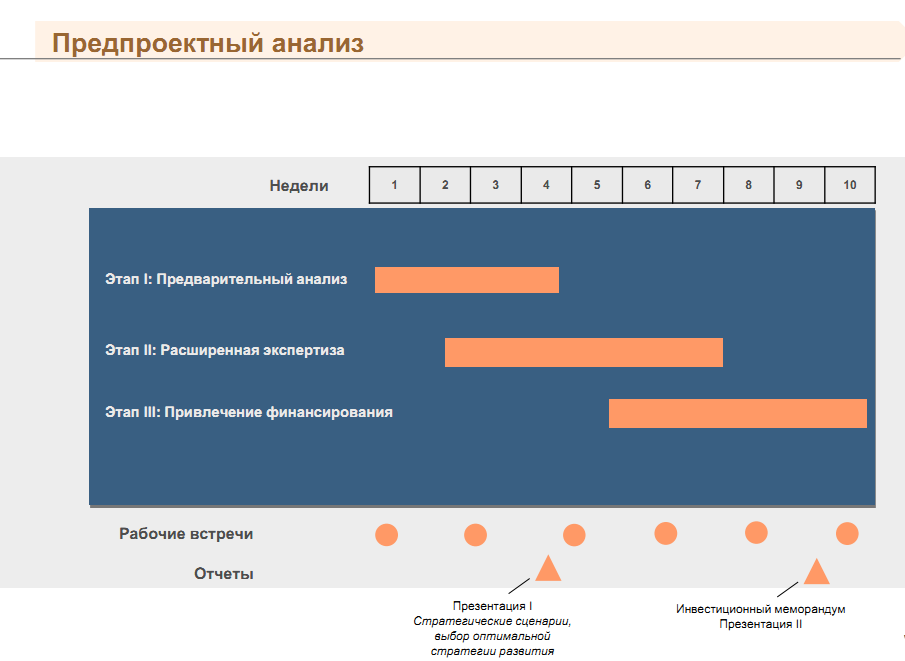 Предпроектный анализ
Недели 1 2 3 4 5 6 7 8 9 10
Этап I: Предварительный анализ
Этап II: Расширенная экспертиза
Этап III: Привлечение финансирования
Рабочие встречи
Отчеты
Презентация I
Стратегические сценарии,
выбор оптимальной
стратегии развития
Инвестиционный меморандум
Презентация II